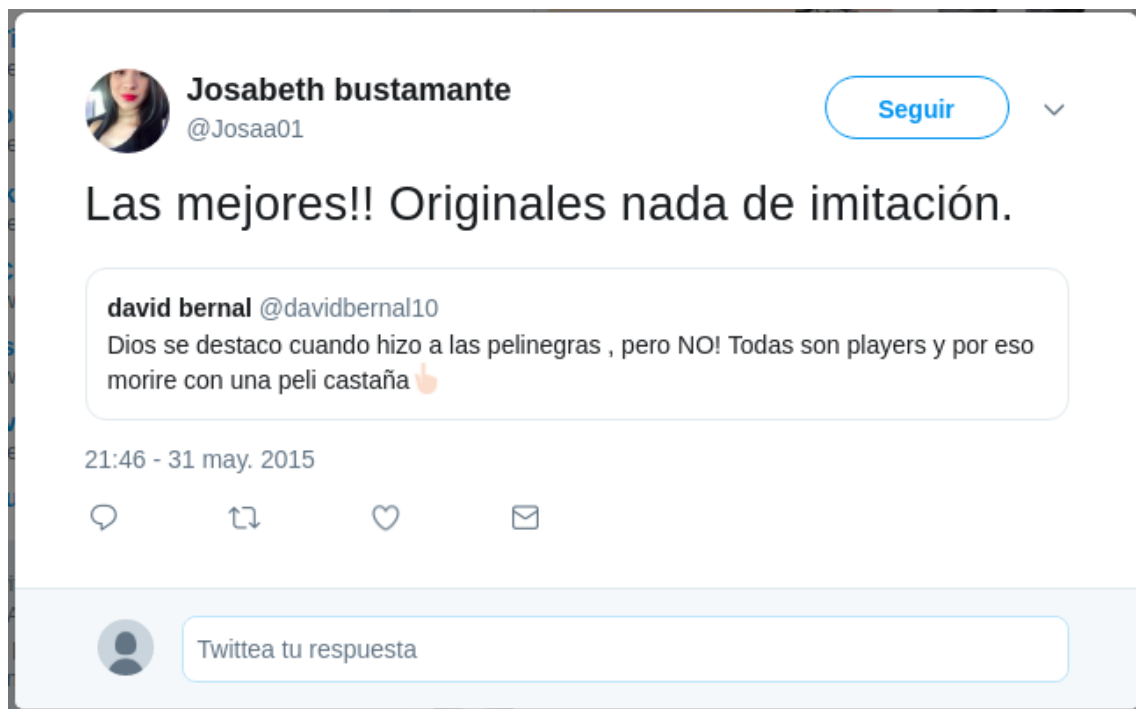 Josabeth bustamante
@Josaa01
Seguir
Las mejores!! Originales nada de imitación.
david bernal @davidbernal10
Dios se destaco cuando hizo a las pelinegras , pero NO! Todas son players y por eso
morire con una peli castaña👆🏻
21:46 - 31 may. 2015
Twittea tu respuesta